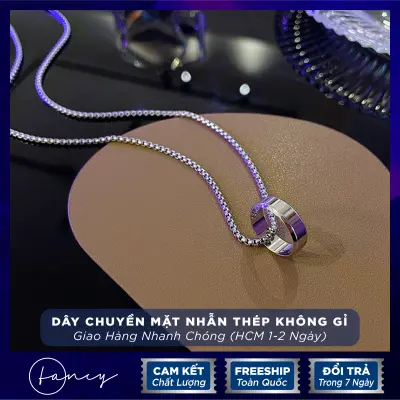 DÂY CHUYỀN MẶT NHẪN THÉP KHÔNG GỈ
Giao Hàng Nhanh Chóng (HCM 1-2 Ngày)
Fancy
CAM KẾT
Chất Lượng
FREESHIP
Toàn Quốc
ĐỔI TRẢ
Trong 7 Ngày